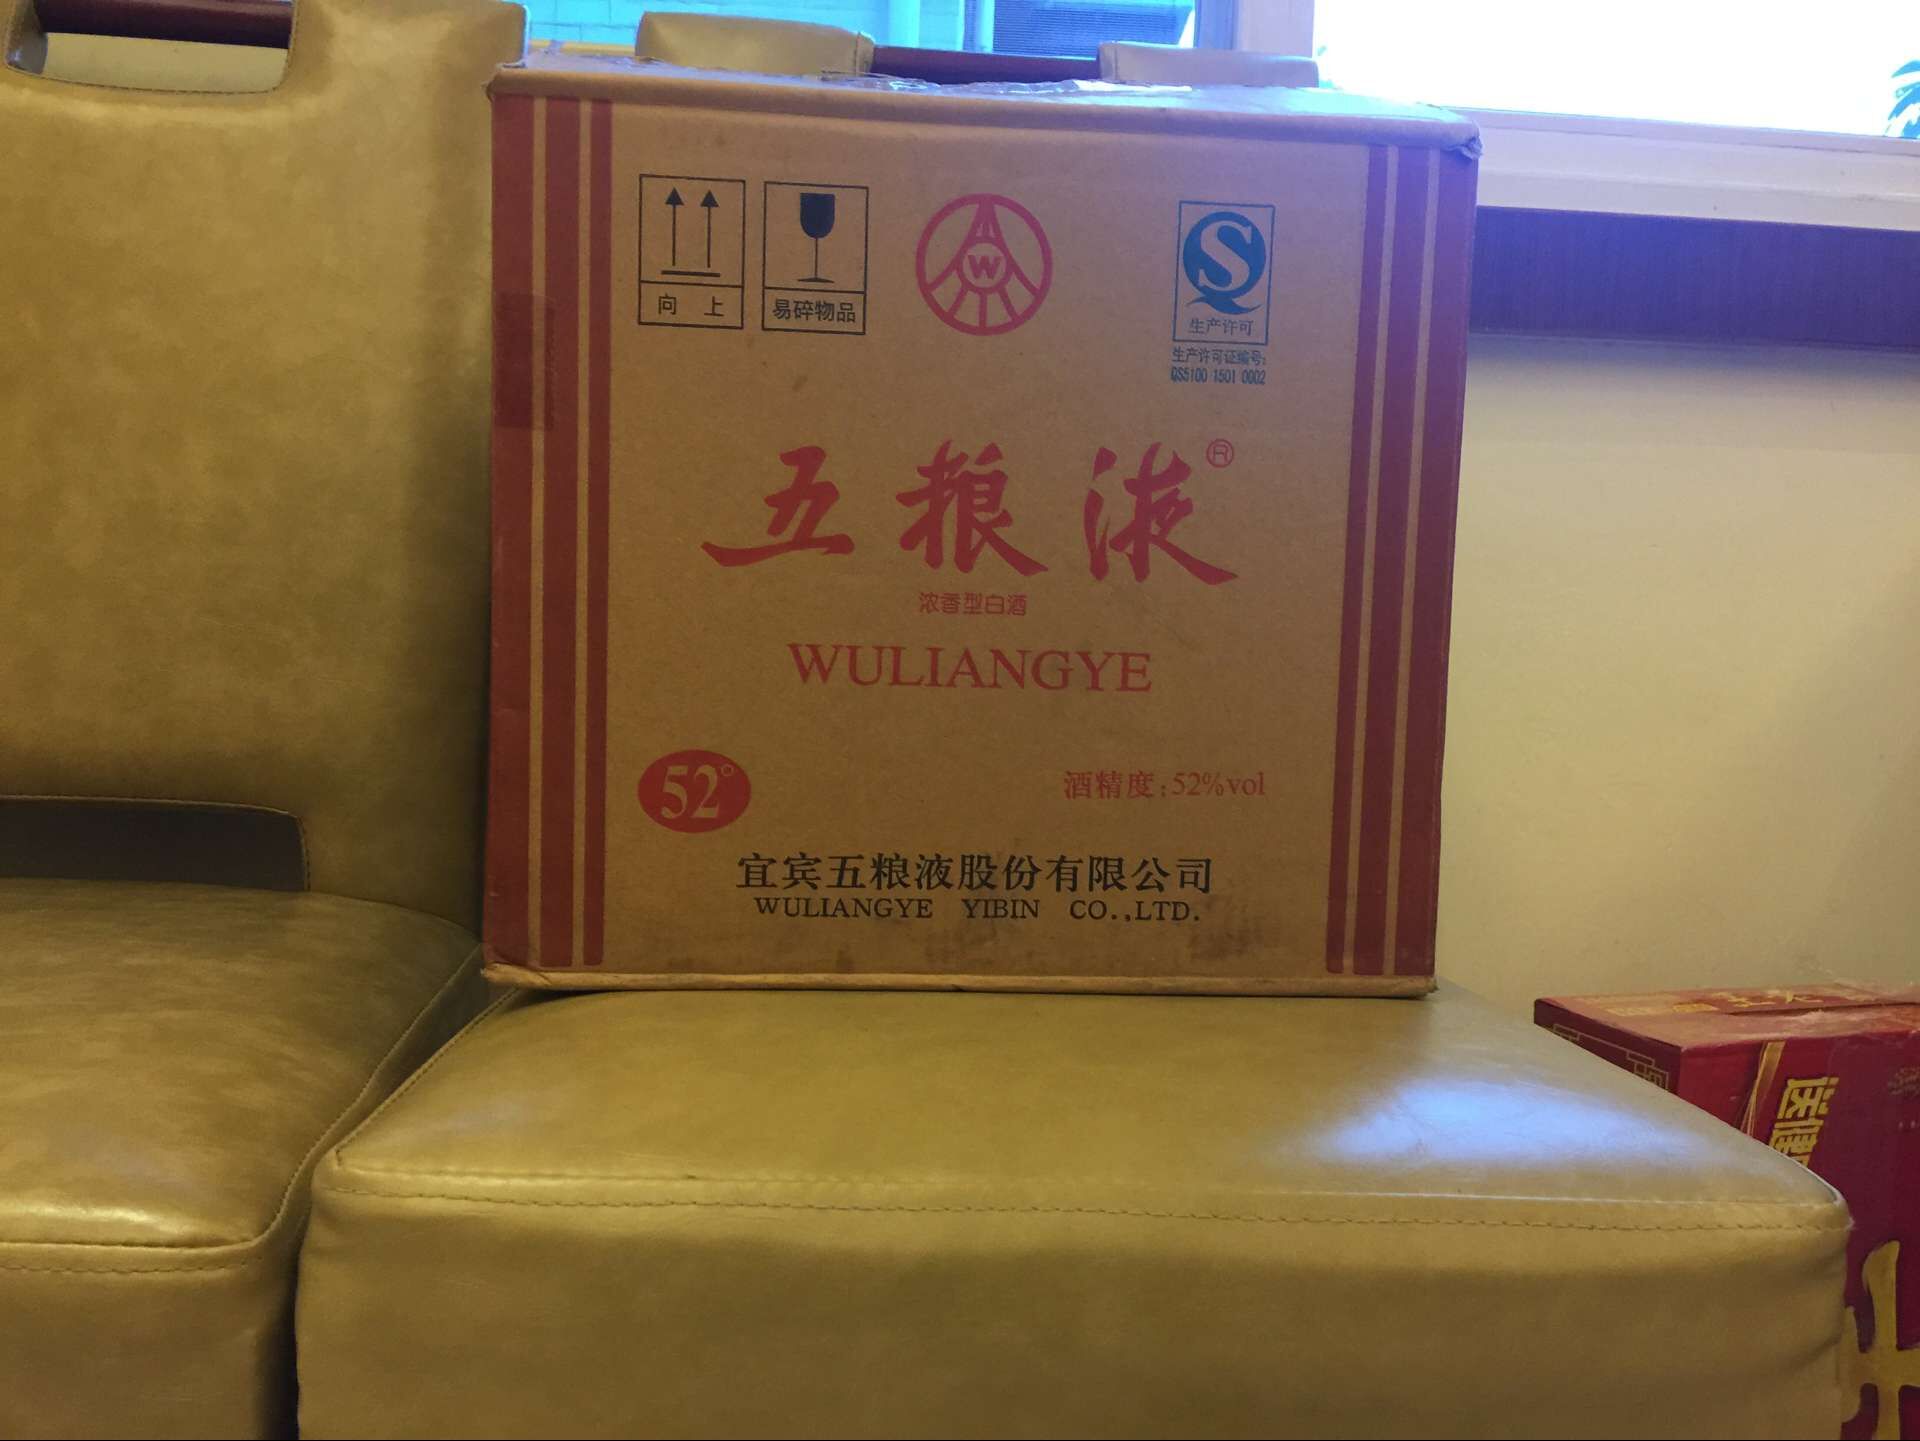 向 上
易碎物品
W
S
生产许可
生产许可证编号:
QS5100 1501 0002
五粮液®
浓香型白酒
WULIANGYE
52°
酒精度:52%vol
宜宾五粮液股份有限公司
WULIANGYE YIBIN CO.,LTD.
送健